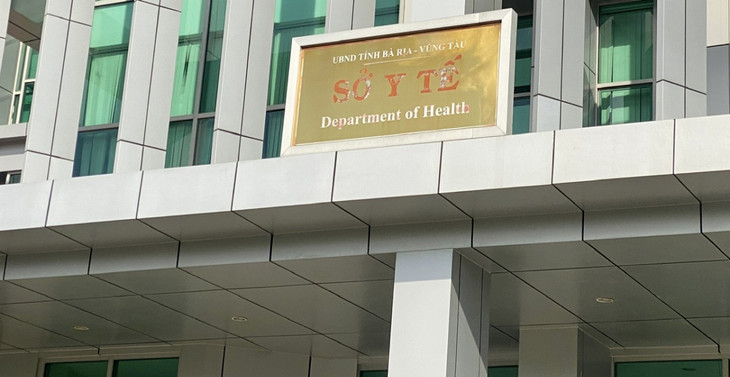 UBND TỈNH BÀ RỊA - VŨNG TÀU
SỞ Y TẾ
Department of Health